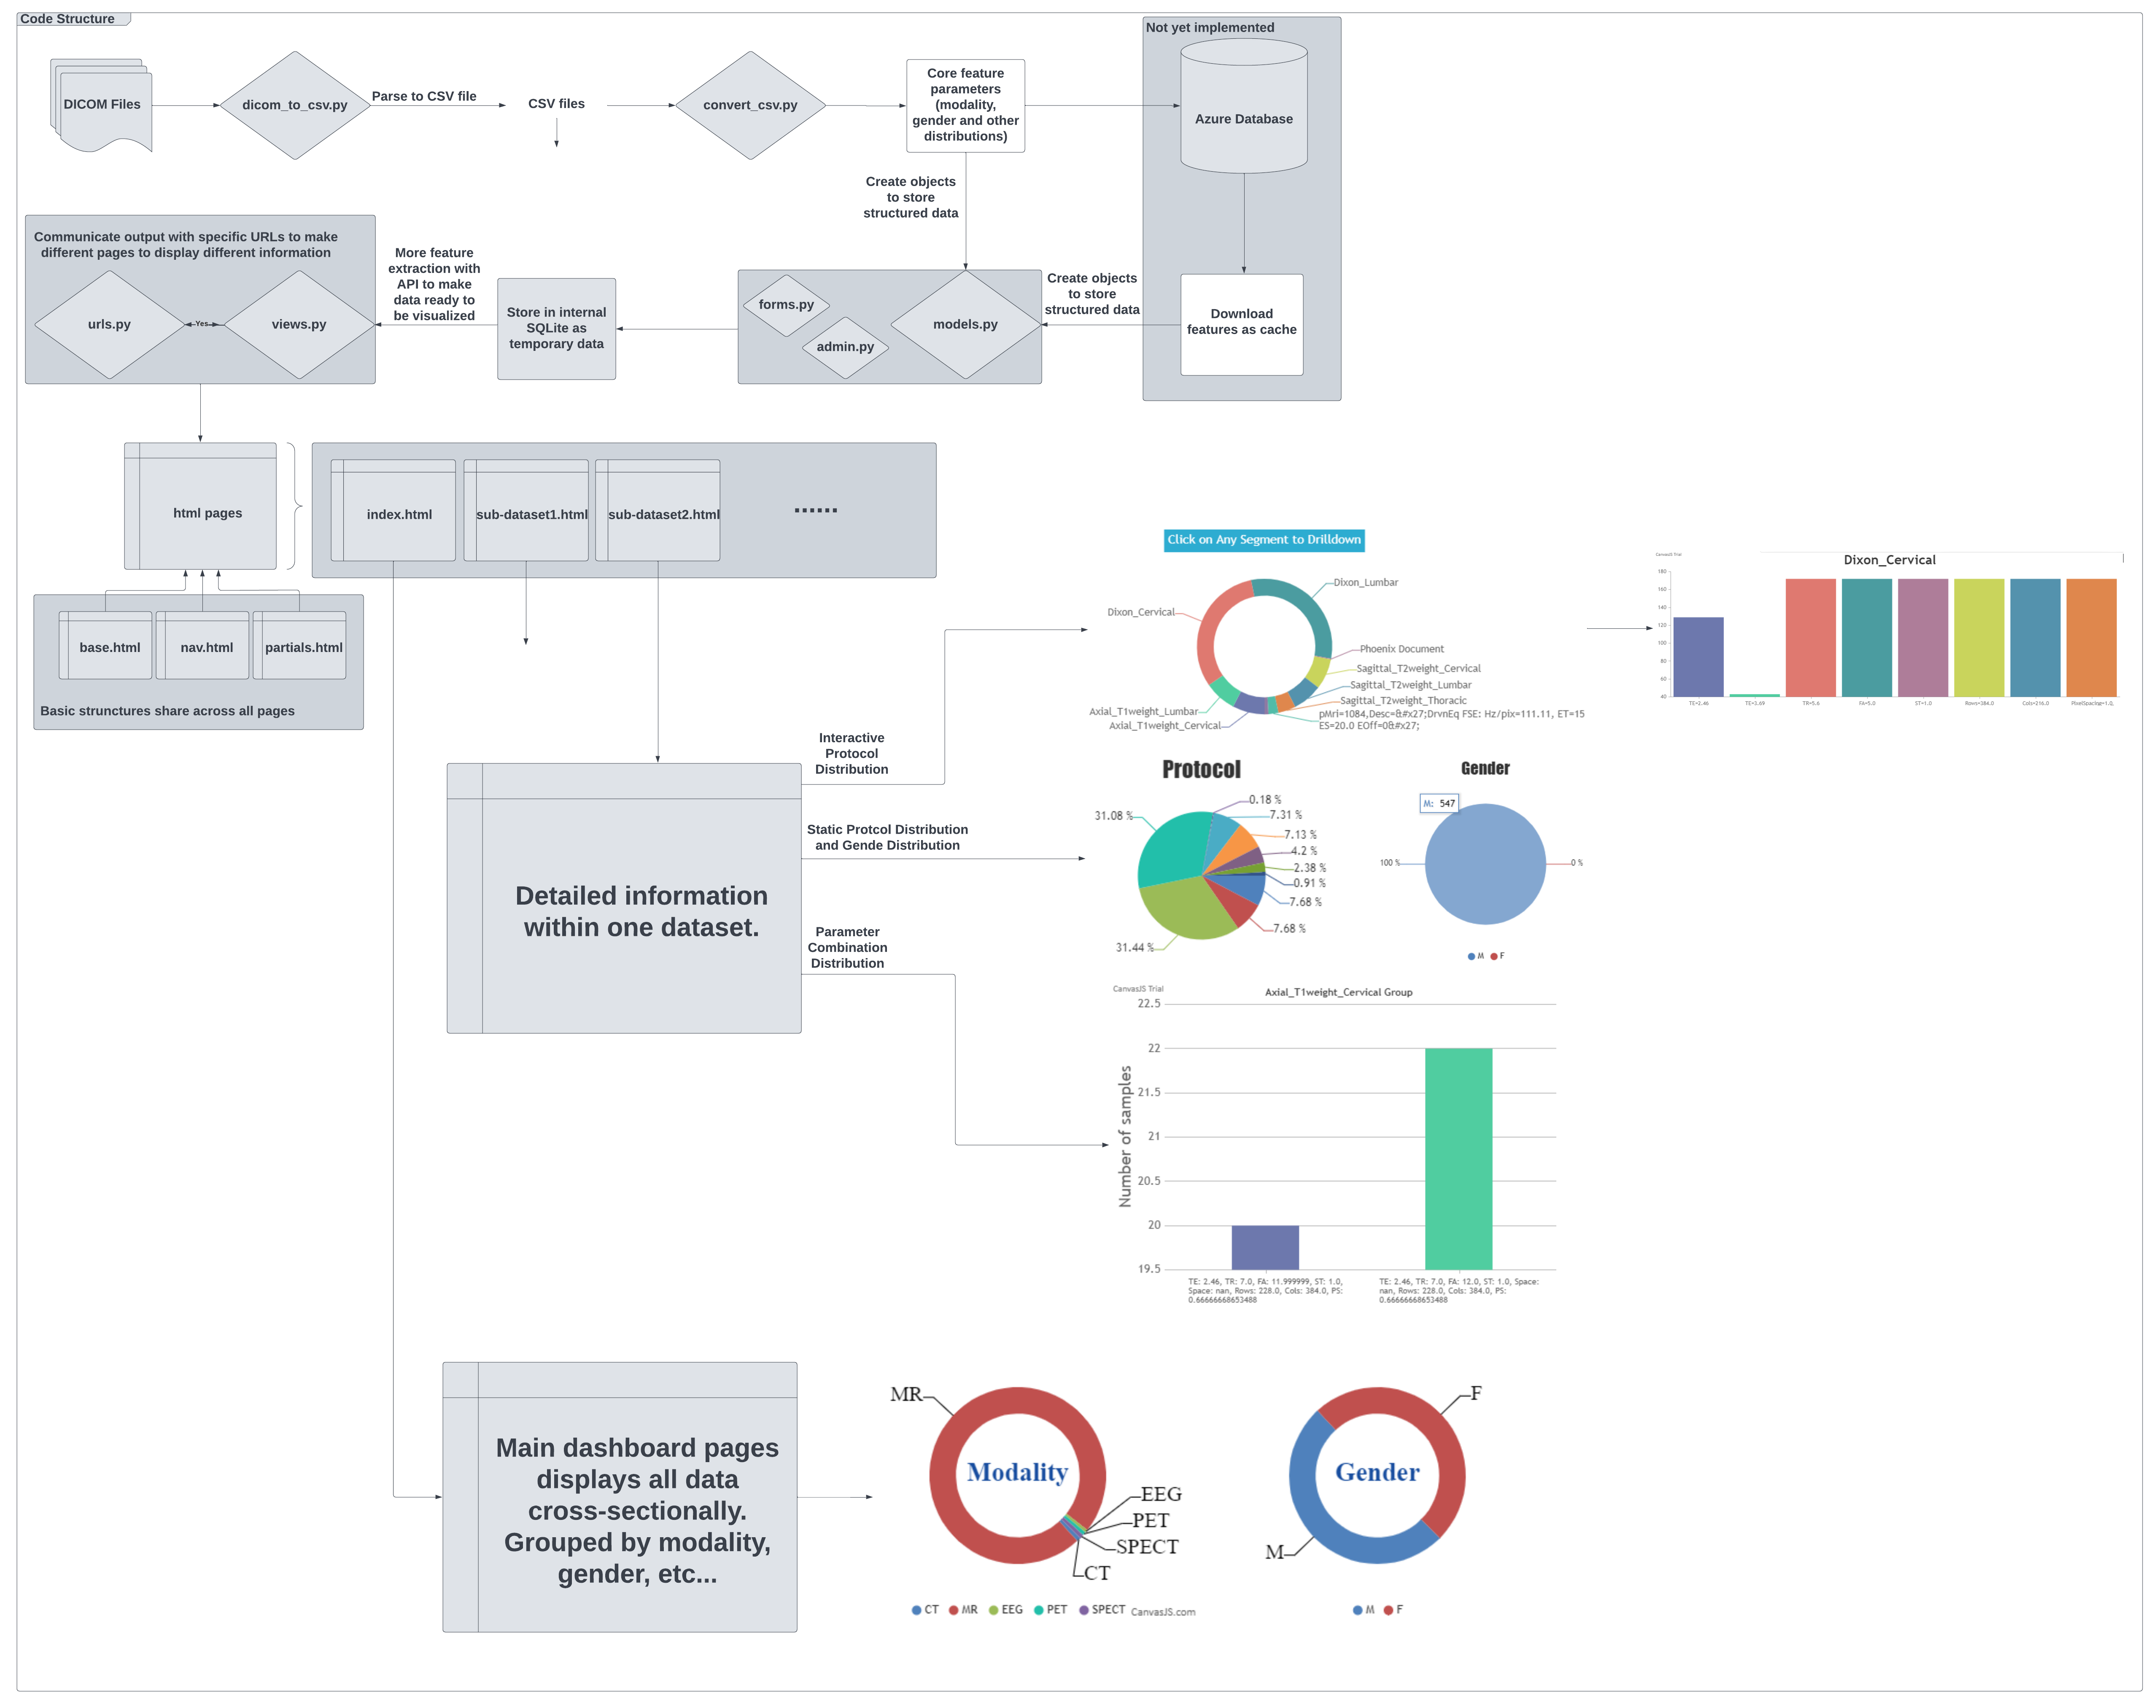 Code Structure
Not yet implemented
DICOM Files
dicom_to_csv.py
Parse to CSV file
CSV files
convert_csv.py
Core feature
parameters
(modality,
gender and other
distributions)
Azure Database
Create objects
to store
structured data
Communicate output with specific URLs to make
different pages to display different information
urls.py
Yes
views.py
More feature
extraction with
API to make
data ready to
be visualized
Store in internal
SQLite as
temporary data
forms.py
admin.py
models.py
Create objects
to store
structured data
Download
features as cache
html pages
index.html
sub-dataset1.html
sub-dataset2.html
......
base.html
nav.html
partials.html
Basic strunctures share across all pages
Click on Any Segment to Drilldown
Dixon_Lumbar
Dixon_Cervical
Phoenix Document
Sagittal_T2weight_Cervical
Sagittal_T2weight_Lumbar
Sagittal_T2weight_Thoracic
Axial_T1weight_Lumbar
Axial_T1weight_Cervical
pMri=1084,Desc=&#x27;DrvnEq FSE: Hz/pix=111.11, ET=15
ES=20.0 EOff=0&#x27;
CanvasJS Trial
Dixon_Cervical
180
160
140
120
100
80
60
40
TE=2.46
TE=3.69
TR=5.6
FA=5.0
ST=1.0
Rows=384.0
Cols=216.0
PixelSpacing=1.0,
Interactive
Protocol
Distribution
Static Protcol Distribution
and Gende Distribution
Parameter
Combination
Distribution
Detailed information
within one dataset.
Protocol
0.18 %
31.08 %
7.31 %
7.13 %
4.2 %
2.38 %
0.91 %
7.68 %
7.68 %
31.44 %
Gender
M: 547
100 %
0 %
M F
CanvasJS Trial
Axial_T1weight_Cervical Group
Number of samples
22.5
22
21.5
21
20.5
20
19.5
TE: 2.46, TR: 7.0, FA: 11.999999, ST: 1.0,
Space: nan, Rows: 228.0, Cols: 384.0, PS:
0.66666668653488
TE: 2.46, TR: 7.0, FA: 12.0, ST: 1.0, Space:
nan, Rows: 228.0, Cols: 384.0, PS:
0.66666668653488
Main dashboard pages
displays all data
cross-sectionally.
Grouped by modality,
gender, etc...
MR
Modality
EEG
PET
SPECT
CT
CT MR EEG PET SPECT CanvasJS.com
F
Gender
M
M F